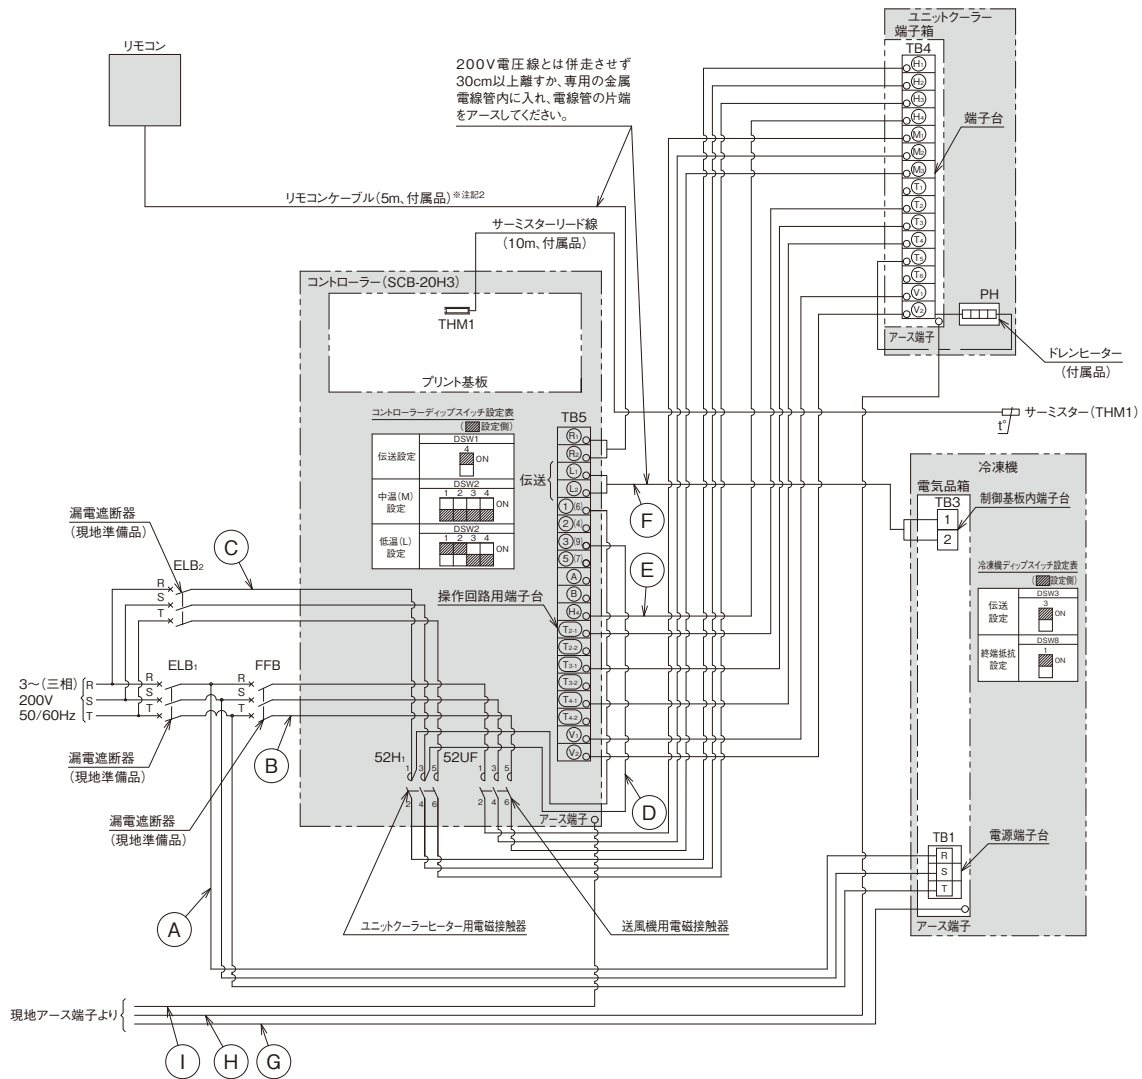 ユニットクーラー
端子箱
TB4
H1
H2
H3
H4
M1
M2
M3
T1
T2
T3
T4
T5
T6
V1
V2
端子台
アース端子
PH
ドレンヒーター
(付属品)
リモコン
200V電圧線とは併走させず
30cm以上離すか、専用の金属
電線管内に入れ、電線管の片端
をアースしてください。
リモコンケーブル(5m、付属品)※注記2
サーミスターリード線
(10m、付属品)
コントローラー(SCB-20H3)
THM1
プリント基板
サーミスター(THM1)
t°
コントローラーディップスイッチ設定表
(設定側)
DSW1
伝送設定
4
ON
DSW2
中温(M)
設定
1 2 3 4
ON
DSW2
低温(L)
設定
1 2 3 4
ON
TB5
R1
R2
伝送
L1
L2
1(6)
2(4)
3(9)
5(7)
A
B
H4
T2-1
T2-2
T3-1
T3-2
T4-1
T4-2
V1
V2
操作回路用端子台
F
E
D
冷凍機
電気品箱
TB3
1
2
制御基板内端子台
冷凍機ディップスイッチ設定表
(設定側)
DSW3
伝送
設定
3
ON
DSW8
終端抵抗
設定
1
ON
漏電遮断器
(現地準備品)
ELB2
C
R
S
T
3～(三相)
200V
50/60Hz
R
S
T
ELB1
R
S
T
FFB
R
S
T
漏電遮断器
(現地準備品)
B
漏電遮断器
(現地準備品)
A
52H1
1 3 5
2 4 6
52UF
1 3 5
2 4 6
アース端子
ユニットクーラーヒーター用電磁接触器
送風機用電磁接触器
TB1
R
S
T
電源端子台
アース端子
現地アース端子より
I
H
G